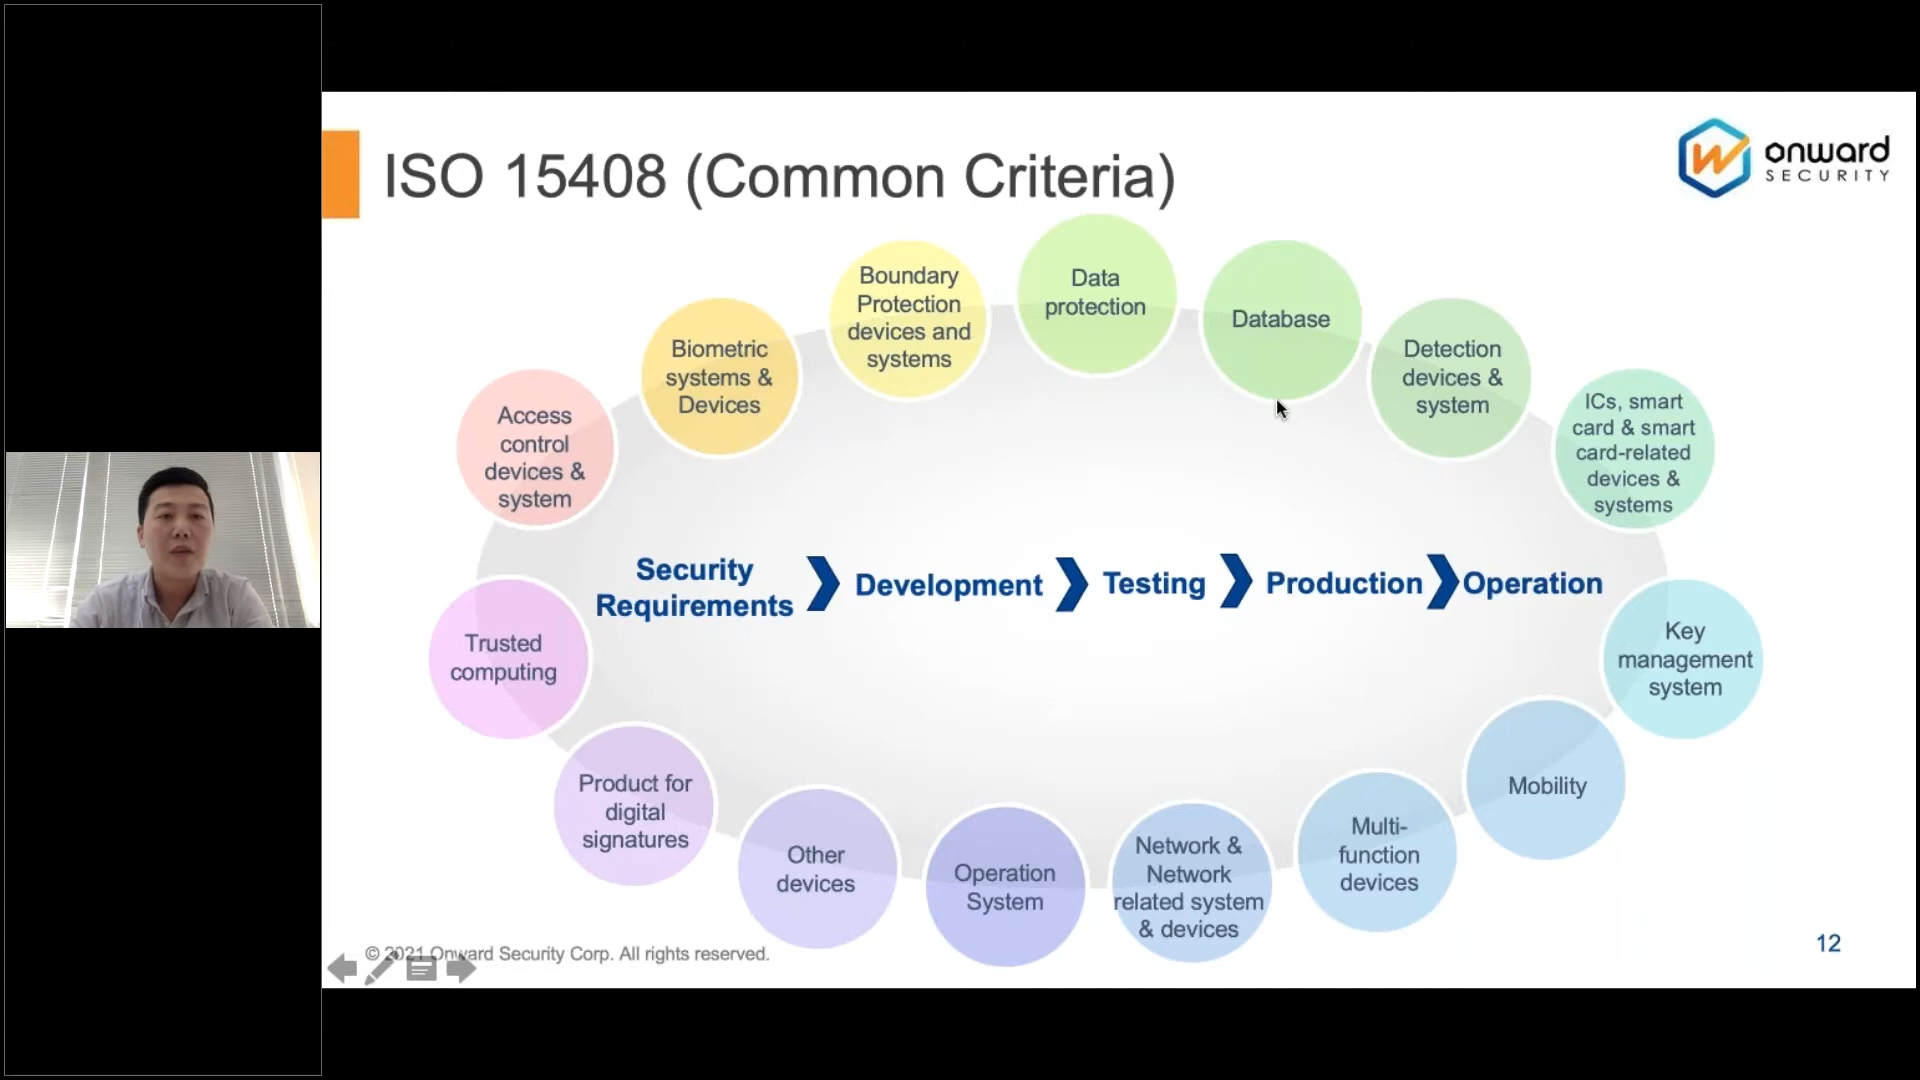 ISO 15408 (Common Criteria)
onward
SECURITY
Access
control
devices &
system
Biometric
systems &
Devices
Boundary
Protection
devices and
systems
Data
protection
Database
Detection
devices &
system
ICs, smart
card & smart
card-related
devices &
systems
Security
Requirements
Development
Testing
Production
Operation
Key
management
system
Mobility
Multi-
function
devices
Network &
Network
related system
& devices
Operation
System
Other
devices
Product for
digital
signatures
Trusted
computing
© 2021 Onward Security Corp. All rights reserved.
12